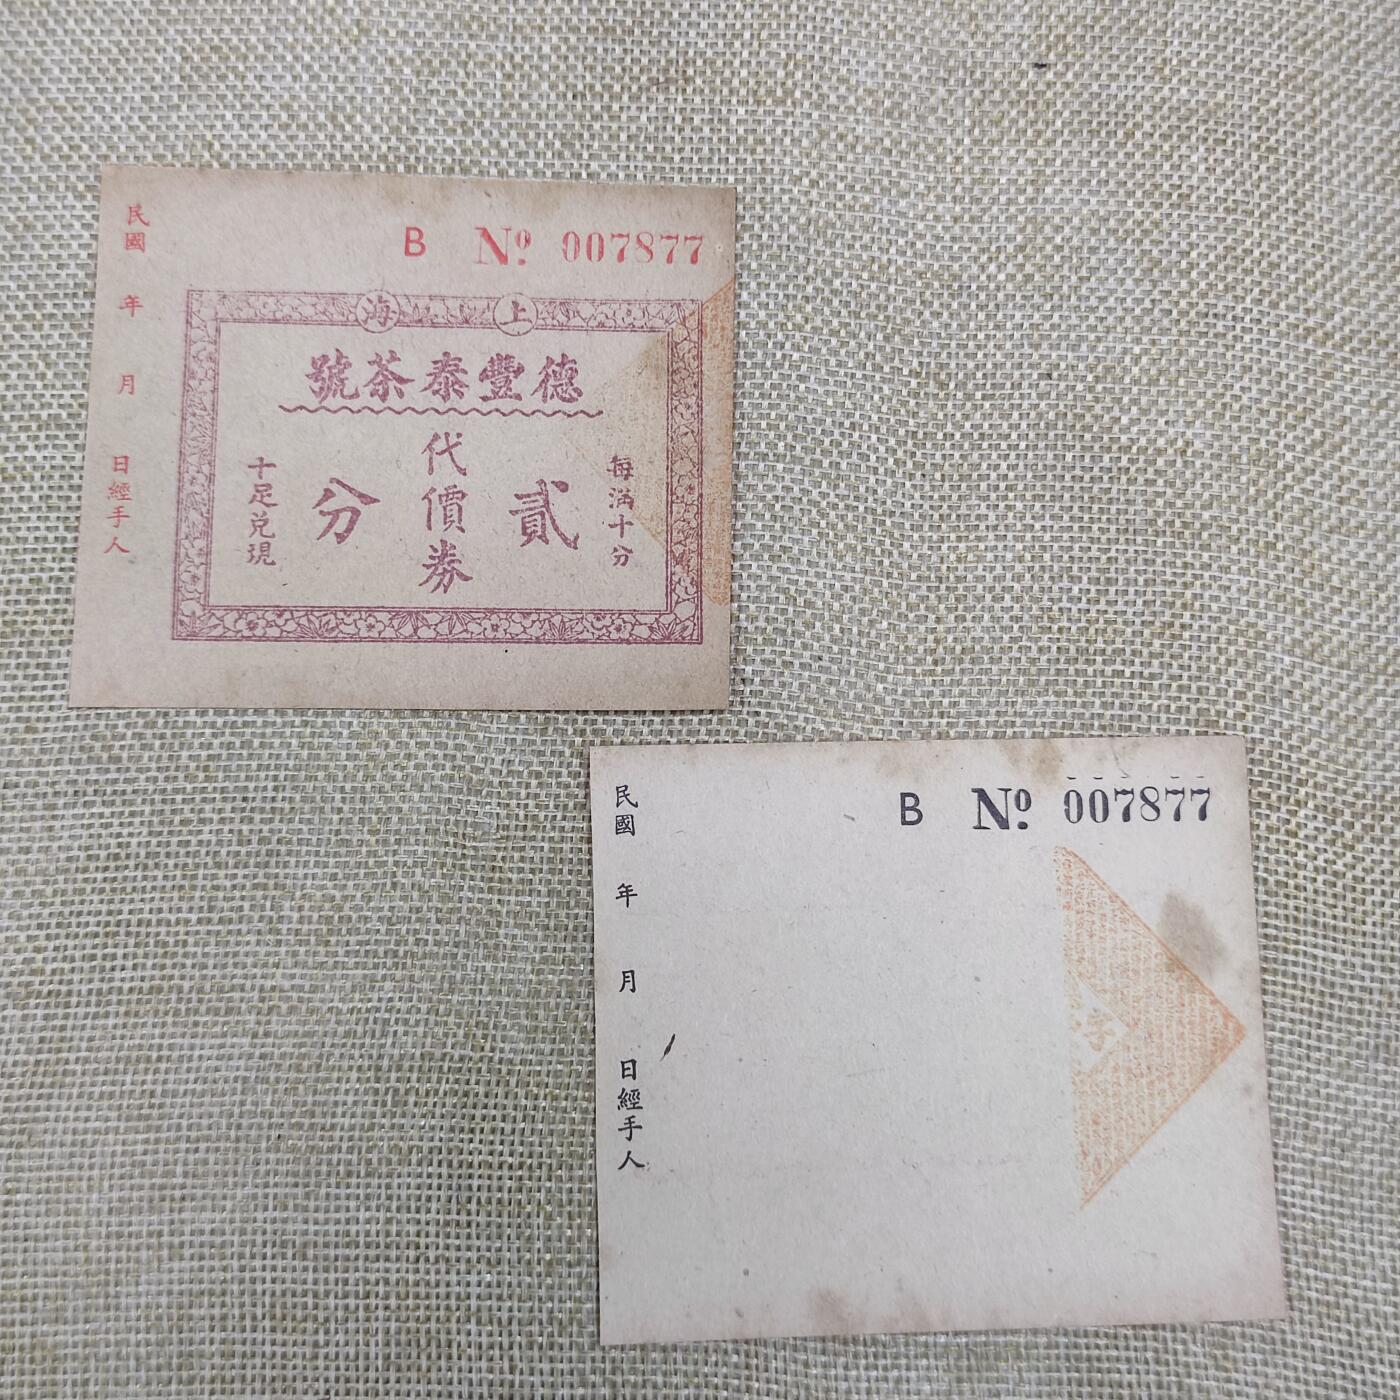 B № 007877
民國 年 月 日經手人
上海
德豐泰茶號
每滿十分
貳分
代價券
十足兑現
B № 007877
民國 年 月 日經手人
字